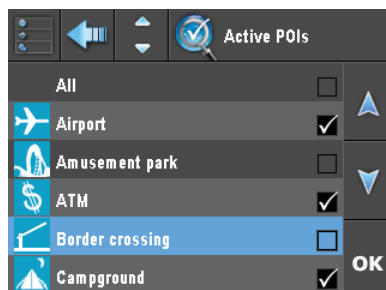 Active POIs
All
Airport
Amusement park
$ ATM
Border crossing
Campground
OK